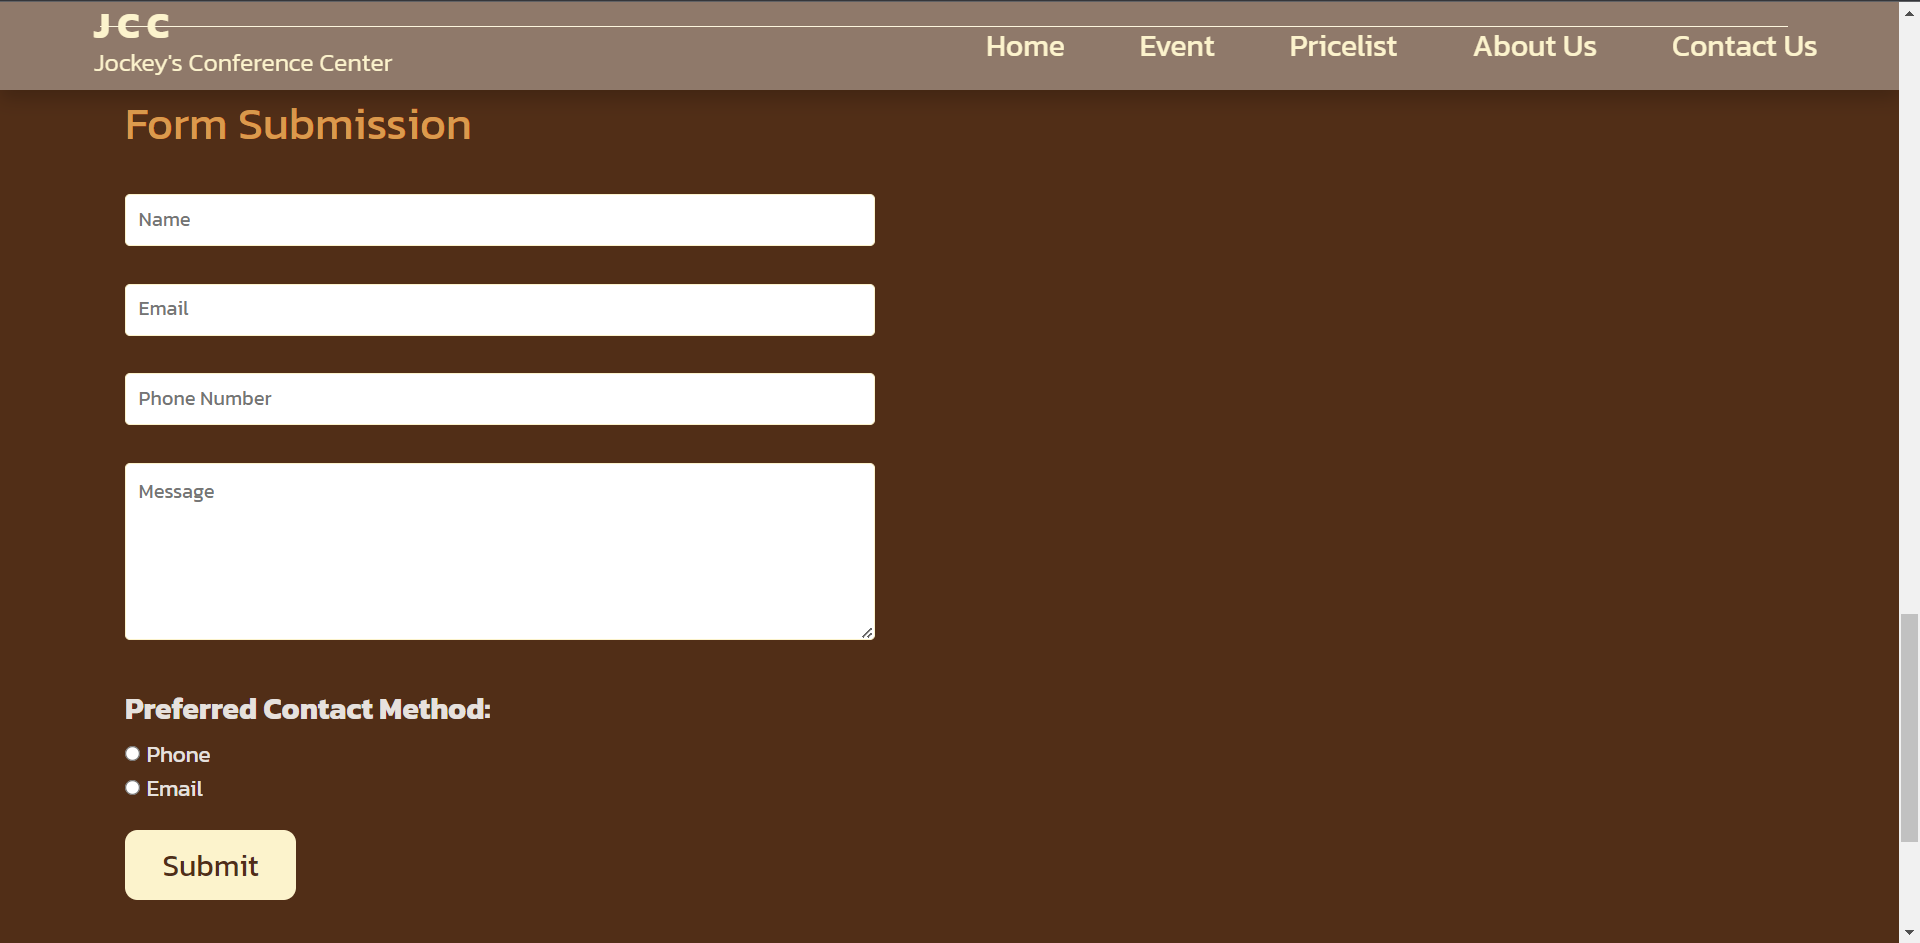 JCC
Jockey's Conference Center
Home Event Pricelist About Us Contact Us
Form Submission
Name
Email
Phone Number
Message
Preferred Contact Method:
Phone
Email
Submit